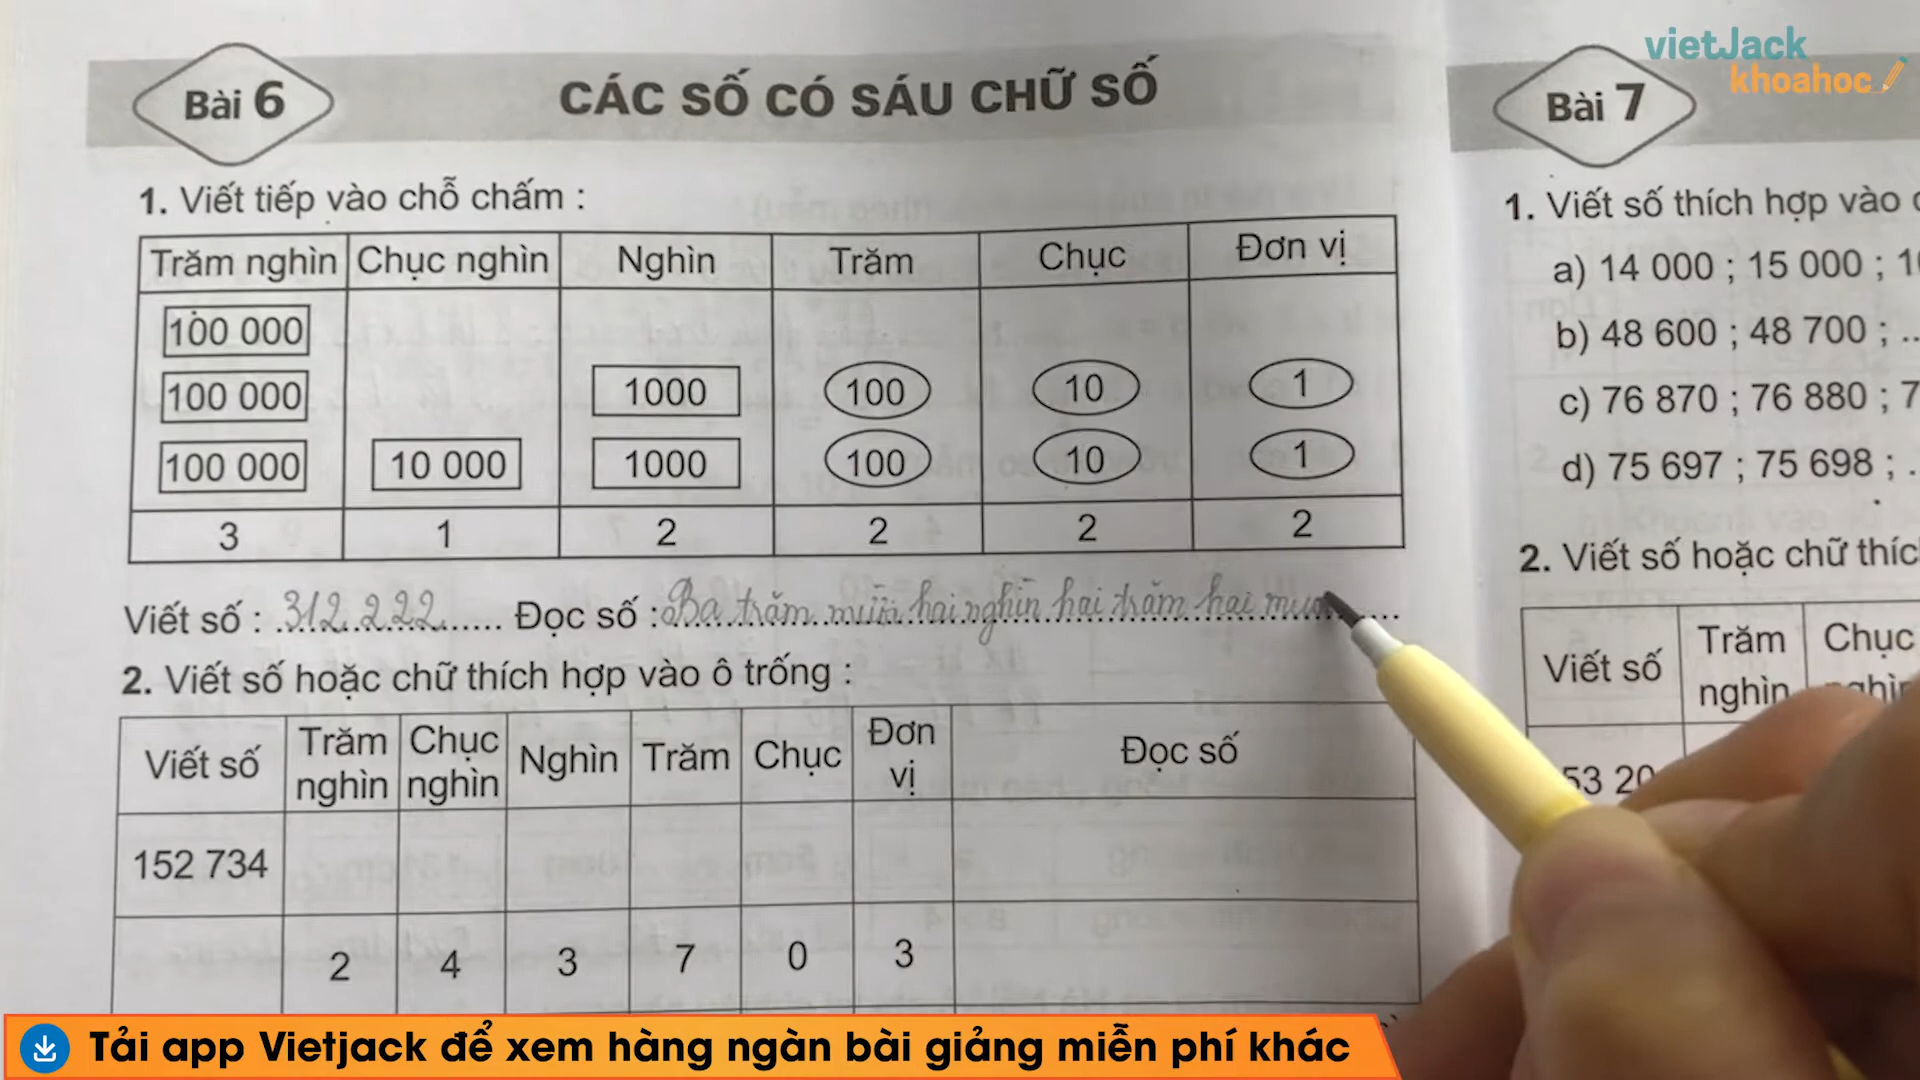 vietJack
khoahoc
Bài 6
CÁC SỐ CÓ SÁU CHỮ SỐ
1. Viết tiếp vào chỗ chấm :
Trăm nghìn Chục nghìn Nghìn Trăm Chục Đơn vị
100 000
100 000 1000 100 10 1
100 000 10 000 1000 100 10 1
3 1 2 2 2 2
Viết số : 312 222 Đọc số : Ba trăm mười hai nghìn hai trăm hai mươ
2. Viết số hoặc chữ thích hợp vào ô trống :
Viết số Trăm nghìn Chục nghìn Nghìn Trăm Chục Đơn vị Đọc số
152 734
2 4 3 7 0 3
Bài 7
1. Viết số thích hợp vào
a) 14 000 ; 15 000 ; 1
b) 48 600 ; 48 700 ; ..
c) 76 870 ; 76 880 ; 7
d) 75 697 ; 75 698 ; .
2. Viết số hoặc chữ thíc
Viết số Trăm nghìn Chục
53 20
Tải app Vietjack để xem hàng ngàn bài giảng miễn phí khác